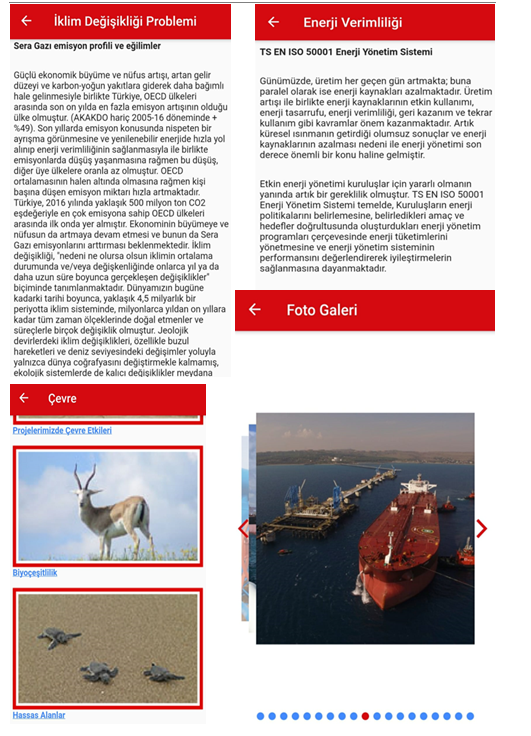 İklim Değişikliği Problemi
Sera Gazı emisyon profili ve eğilimler
Güçlü ekonomik büyüme ve nüfus artışı, artan gelir
düzeyi ve karbon-yoğun yakıtlara giderek daha bağımlı
hale gelinmesiyle birlikte Türkiye, OECD ülkeleri
arasında son on yılda en fazla emisyon artışının olduğu
ülke olmuştur. (AKAKDO hariç 2005-16 döneminde +
%49). Son yıllarda emisyon konusunda nispeten bir
ayrışma görünmesine ve yenilenebilir enerjide hızla yol
alınıp enerji verimliliğinin sağlanmasıyla ile birlikte
emisyonlarda düşüş yaşanmasına rağmen bu düşüş,
diğer üye ülkelere oranla az olmuştur. OECD
ortalamasının halen altında olmasına rağmen kişi
başına düşen emisyon miktarı hızla artmaktadır.
Türkiye, 2016 yılında yaklaşık 500 milyon ton CO2
eşdeğeriyle en çok emisyona sahip OECD ülkeleri
arasında ilk onda yer almıştır. Ekonominin büyümeye ve
nüfusun da artmaya devam etmesi ve bunun da Sera
Gazı emisyonlarını arttırması beklenmektedir. İklim
değişikliği, "nedeni ne olursa olsun iklimin ortalama
durumunda ve/veya değişkenliğinde onlarca yıl ya da
daha uzun süre boyunca gerçekleşen değişiklikler"
biçiminde tanımlanmaktadır. Dünyamızın bugüne
kadarki tarihi boyunca, yaklaşık 4,5 milyarlık bir
periyotta iklim sisteminde, milyonlarca yıldan on yıllara
kadar tüm zaman ölçeklerinde doğal etmenler ve
süreçlerle birçok değişiklik olmuştur. Jeolojik
devirlerdeki iklim değişiklikleri, özellikle buzul
hareketleri ve deniz seviyesindeki değişimler yoluyla
yalnızca dünya coğrafyasını değiştirmekle kalmamış,
ekolojik sistemlerde de kalıcı değişiklikler meydana
Enerji Verimliliği
TS EN ISO 50001 Enerji Yönetim Sistemi
Günümüzde, üretim her geçen gün artmakta; buna
paralel olarak ise enerji kaynakları azalmaktadır. Üretim
artışı ile birlikte enerji kaynaklarının etkin kullanımı,
enerji tasarrufu, enerji verimliliği, geri kazanım ve tekrar
kullanım gibi kavramlar önem kazanmaktadır. Artık
küresel ısınmanın getirdiği olumsuz sonuçlar ve enerji
kaynaklarının azalması nedeni ile enerji yönetimi son
derece önemli bir konu haline gelmiştir.
Etkin enerji yönetimi kuruluşlar için yararlı olmanın
yanında artık bir gereklilik olmuştur. TS EN ISO 50001
Enerji Yönetim Sistemi temelde, Kuruluşların enerji
politikalarını belirlemesine, belirledikleri amaç ve
hedefler doğrultusunda oluşturdukları enerji yönetim
programları çerçevesinde enerji tüketimlerini
yönetmesine ve enerji yönetim sisteminin
performansını değerlendirerek iyileştirmelerin
sağlanmasına dayanmaktadır.
Foto Galeri
Çevre
Projelerimizde Çevre Etkileri
Biyoçeşitlilik
Hassas Alanlar